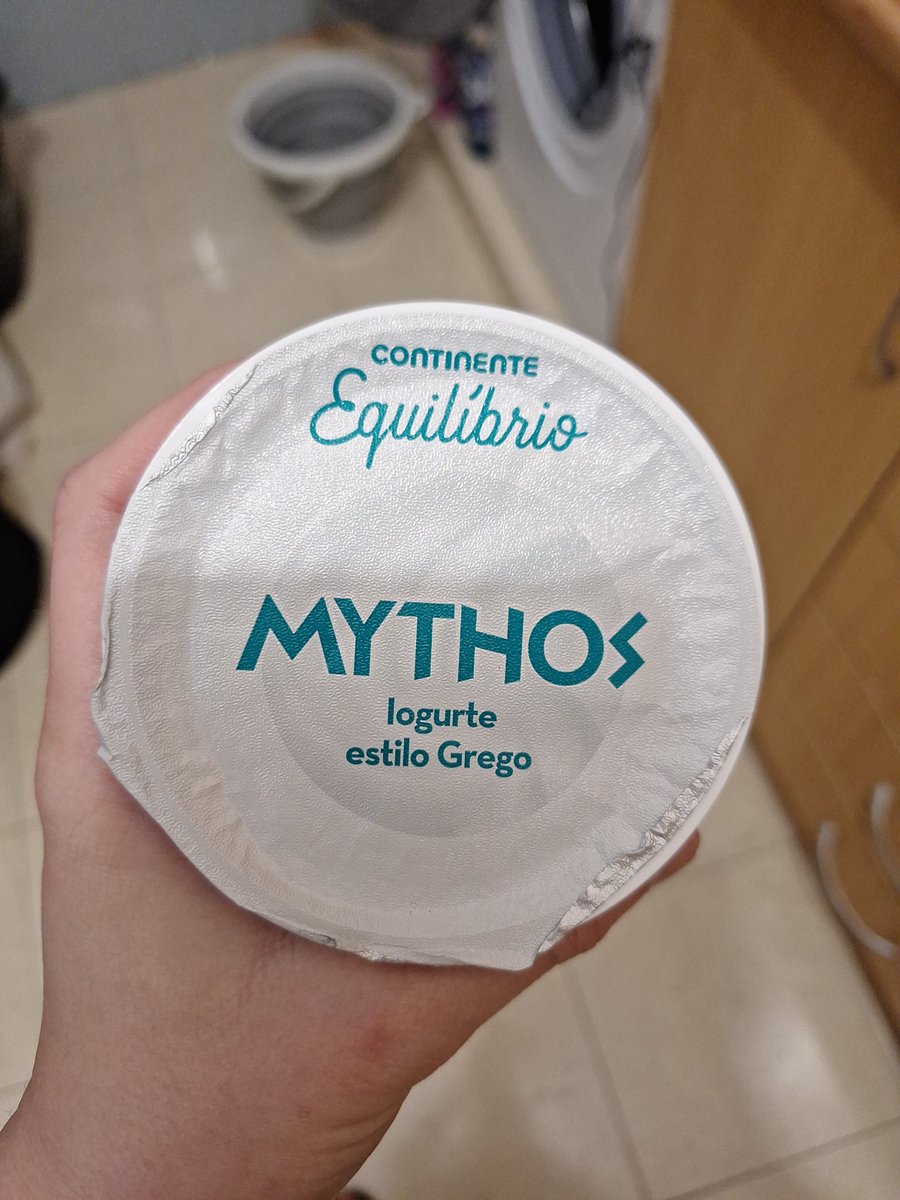 CONTINENTE
Equilíbrio
MYTHOS
Iogurte
estilo Grego